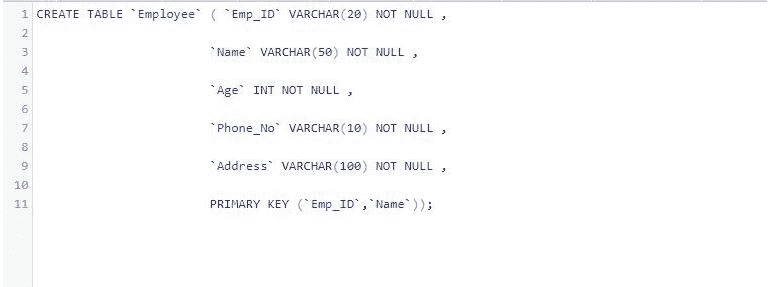 1 CREATE TABLE `Employee` ( `Emp_ID` VARCHAR(20) NOT NULL ,
2
3 `Name` VARCHAR(50) NOT NULL ,
4
5 `Age` INT NOT NULL ,
6
7 `Phone_No` VARCHAR(10) NOT NULL ,
8
9 `Address` VARCHAR(100) NOT NULL ,
10
11 PRIMARY KEY (`Emp_ID`,`Name`));